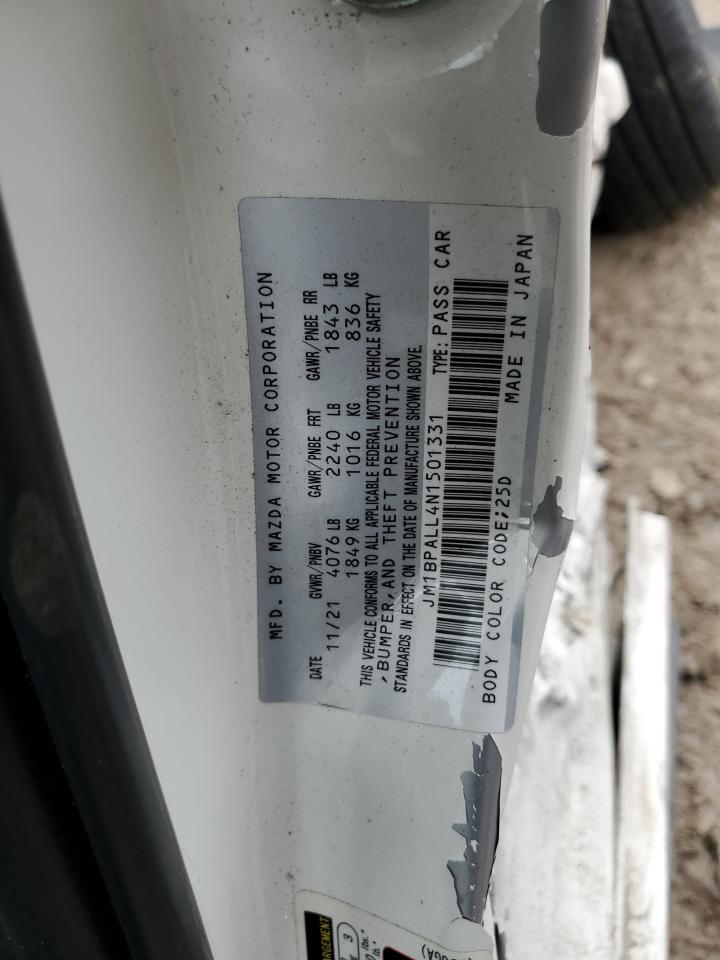 MFD. BY MAZDA MOTOR CORPORATION
DATE GVWR/PNBV GAWR/PNBE FRT GAWR/PNBE RR
11/21 4076 LB 2240 LB 1843 LB
1849 KG 1016 KG 836 KG
THIS VEHICLE CONFORMS TO ALL APPLICABLE FEDERAL MOTOR VEHICLE SAFETY
,BUMPER,AND THEFT PREVENTION
STANDARDS IN EFFECT ON THE DATE OF MANUFACTURE SHOWN ABOVE.
JM1BPALL4N1501331 TYPE: PASS CAR
BODY COLOR CODE;25D MADE IN JAPAN
3
lbs.